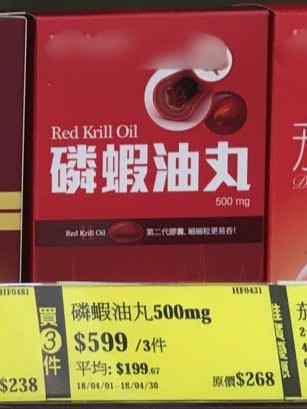 Red Krill Oil
磷蝦油丸
500 mg
Red Krill Oil
第二代膠囊, 細細粒更易吞!
HF0481
HF0431
買3件
磷蝦油丸500mg
$599 /3件
平均: $199.67
18/04/01~18/04/30
原價$268
$238